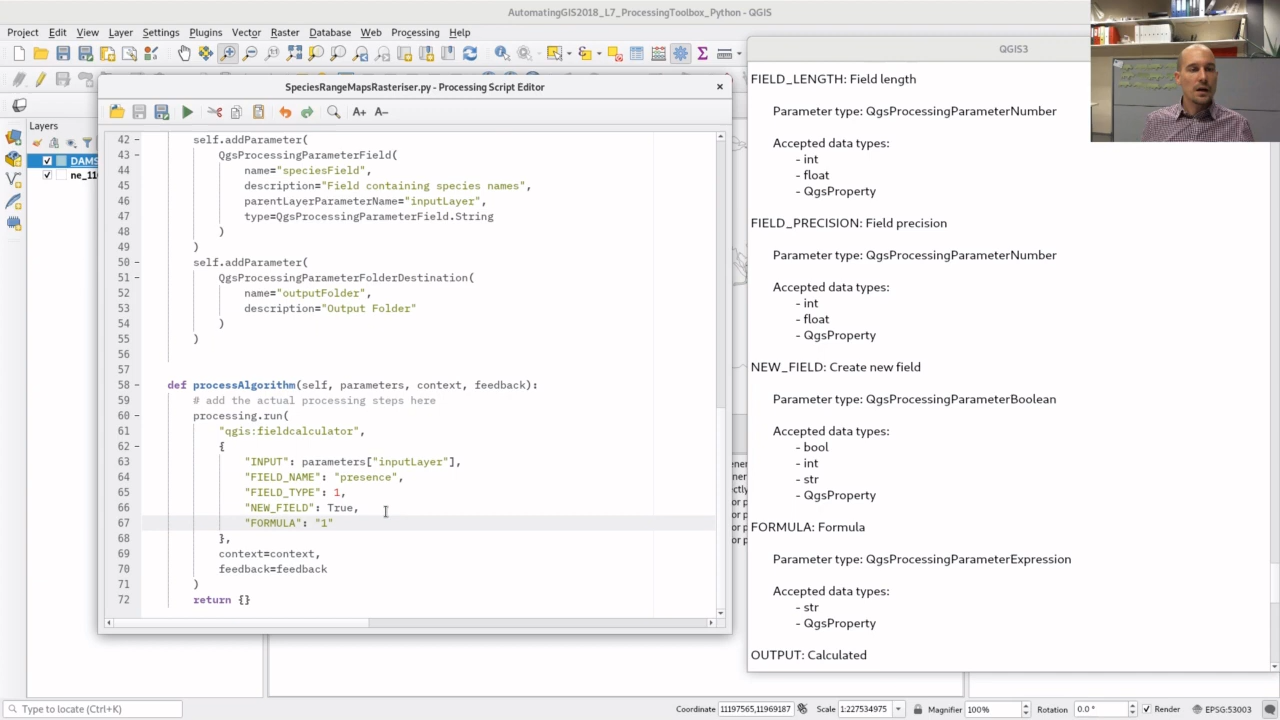 AutomatingGIS2018_L7_ProcessingToolbox_Python - QGIS
Project Edit View Layer Settings Plugins Vector Raster Database Web Processing Help
QGIS3
SpeciesRangeMapsRasteriser.py - Processing Script Editor
Layers
DAMS
ne_11
42 self.addParameter(
43 QgsProcessingParameterField(
44 name="speciesField",
45 description="Field containing species names",
46 parentLayerParameterName="inputLayer",
47 type=QgsProcessingParameterField.String
48 )
49 )
50 self.addParameter(
51 QgsProcessingParameterFolderDestination(
52 name="outputFolder",
53 description="Output Folder"
54 )
55 )
56
57
58 def processAlgorithm(self, parameters, context, feedback):
59 # add the actual processing steps here
60 processing.run(
61 "qgis:fieldcalculator",
62 {
63 "INPUT": parameters["inputLayer"],
64 "FIELD_NAME": "presence",
65 "FIELD_TYPE": 1,
66 "NEW_FIELD": True,
67 "FORMULA": "1"
68 },
69 context=context,
70 feedback=feedback
71 )
72 return {}
FIELD_LENGTH: Field length
Parameter type: QgsProcessingParameterNumber
Accepted data types:
- int
- float
- QgsProperty
FIELD_PRECISION: Field precision
Parameter type: QgsProcessingParameterNumber
Accepted data types:
- int
- float
- QgsProperty
NEW_FIELD: Create new field
Parameter type: QgsProcessingParameterBoolean
Accepted data types:
- bool
- int
- str
- QgsProperty
FORMULA: Formula
Parameter type: QgsProcessingParameterExpression
Accepted data types:
- str
- QgsProperty
OUTPUT: Calculated
Type to locate (Ctrl+K)
Coordinate 11197565,11969187 Scale 1:227534975 Magnifier 100% Rotation 0.0 ° Render EPSG:53003